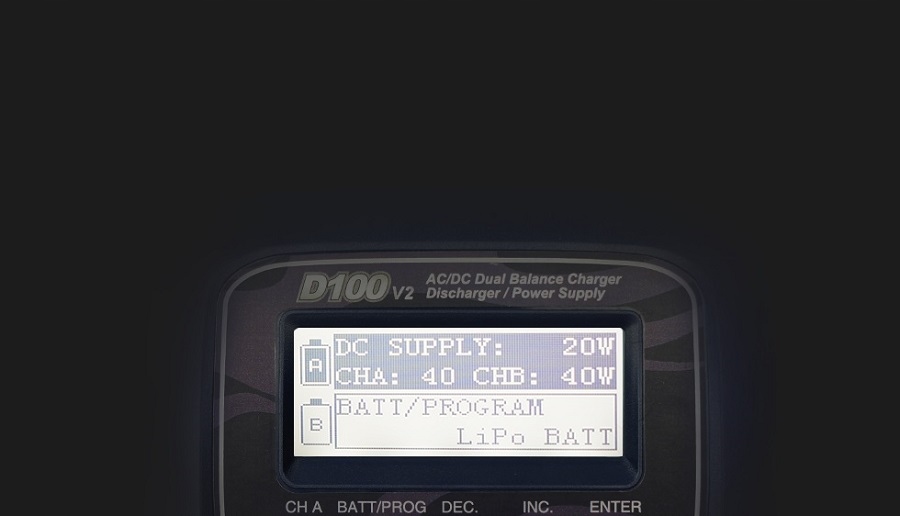 D100 V2 AC/DC Dual Balance Charger
Discharger / Power Supply
A DC SUPPLY: 20W
CHA: 40 CHB: 40W
B BATT/PROGRAM
LiPo BATT
CH A BATT/PROG DEC. INC. ENTER